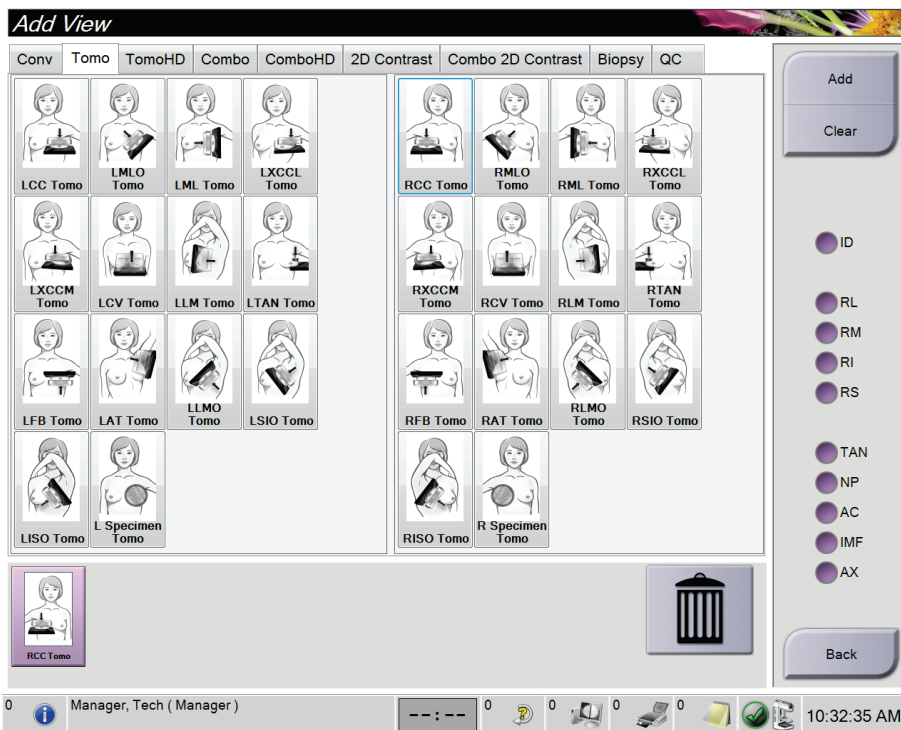 Add View
Conv Tomo TomoHD Combo ComboHD 2D Contrast Combo 2D Contrast Biopsy QC
LCC Tomo
LMLO
Tomo
LML Tomo
LXCCL
Tomo
RCC Tomo
RMLO
Tomo
RML Tomo
RXCCL
Tomo
LXCCM
Tomo
LCV Tomo
LLM Tomo
LTAN Tomo
RXCCM
Tomo
RCV Tomo
RLM Tomo
RTAN
Tomo
LFB Tomo
LAT Tomo
LLMO
Tomo
LSIO Tomo
RFB Tomo
RAT Tomo
RLMO
Tomo
RSIO Tomo
LISO Tomo
L Specimen
Tomo
RISO Tomo
R Specimen
Tomo
RCC Tomo
Add
Clear
ID
RL
RM
RI
RS
TAN
NP
AC
IMF
AX
Back
0 Manager, Tech ( Manager ) --:-- 0 0 0 0 10:32:35 AM